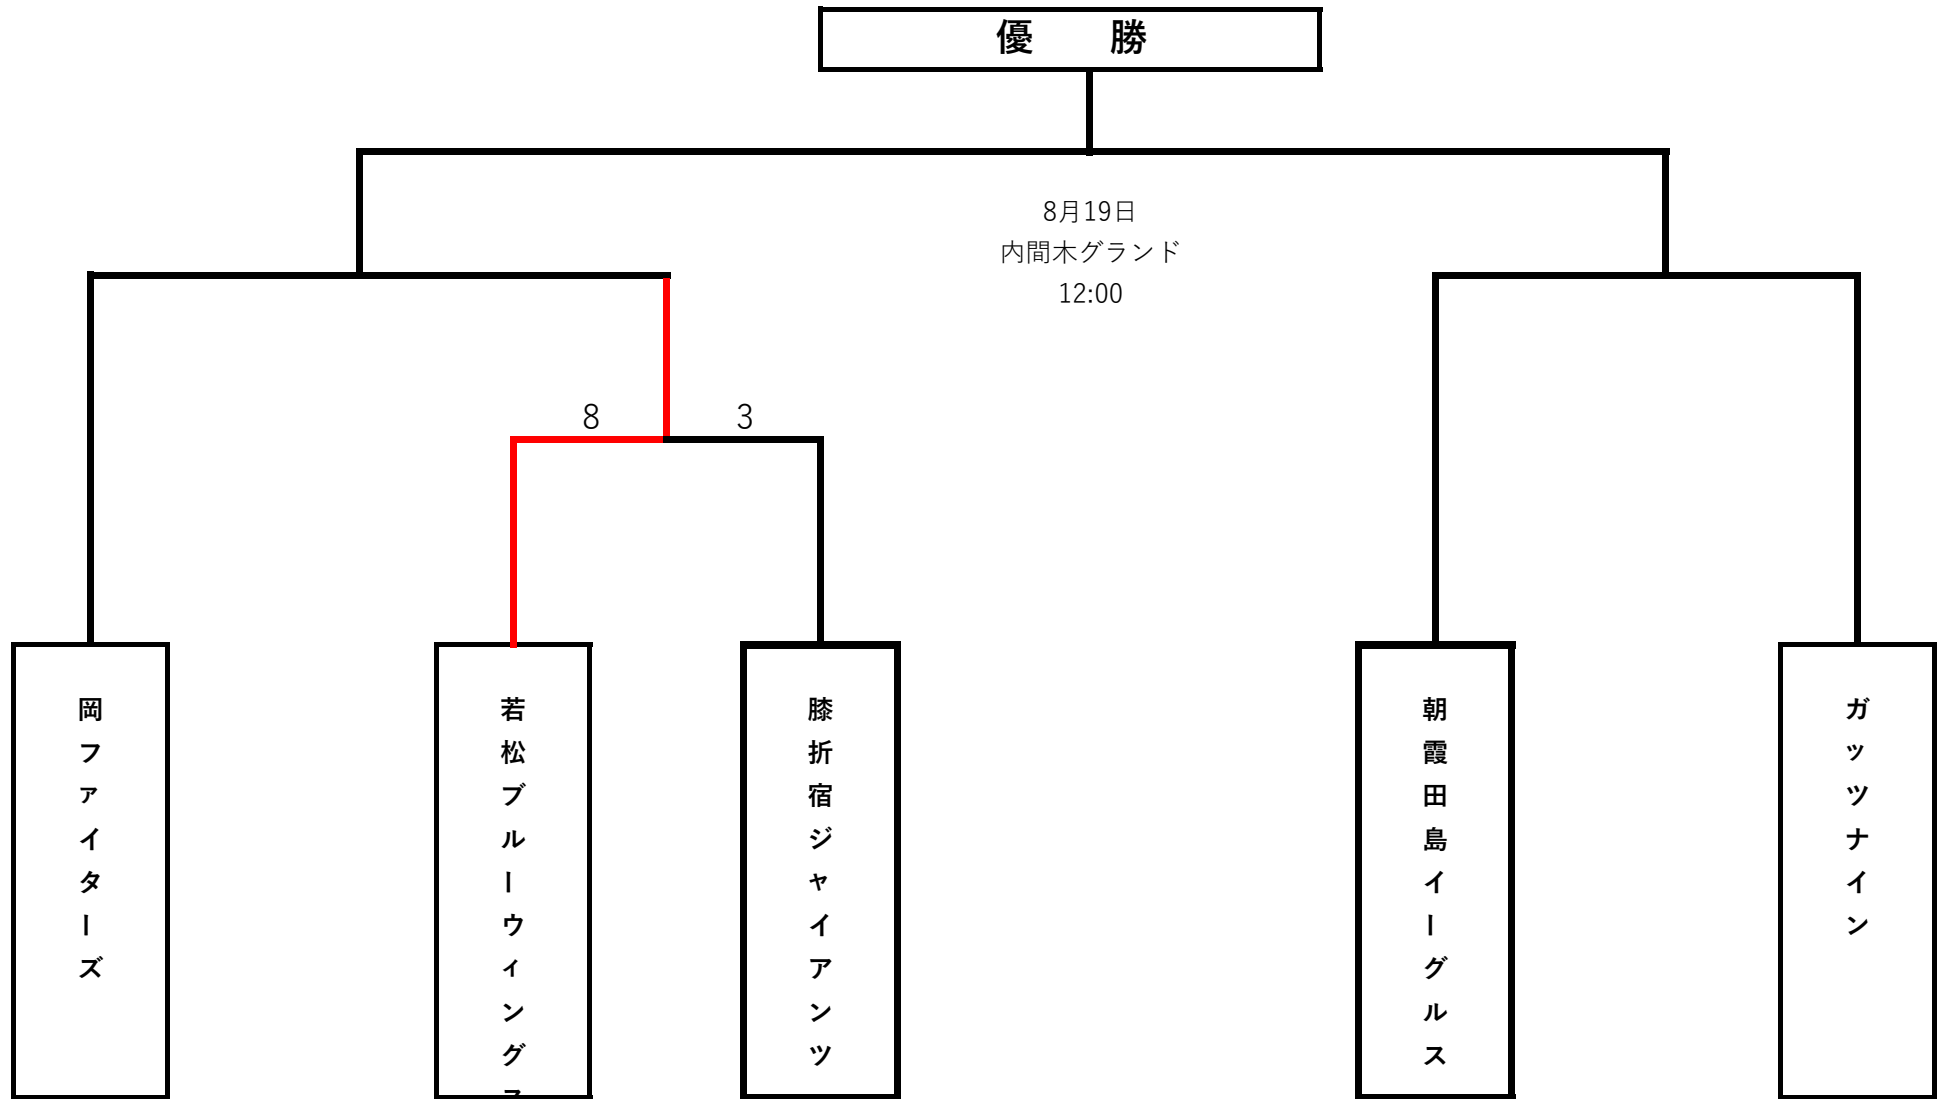 優 勝
8月19日
内間木グランド
12:00
8 3
岡ファイターズ
若松ブルーウィングス
膝折宿ジャイアンツ
朝霞田島イーグルス
ガッツナイン